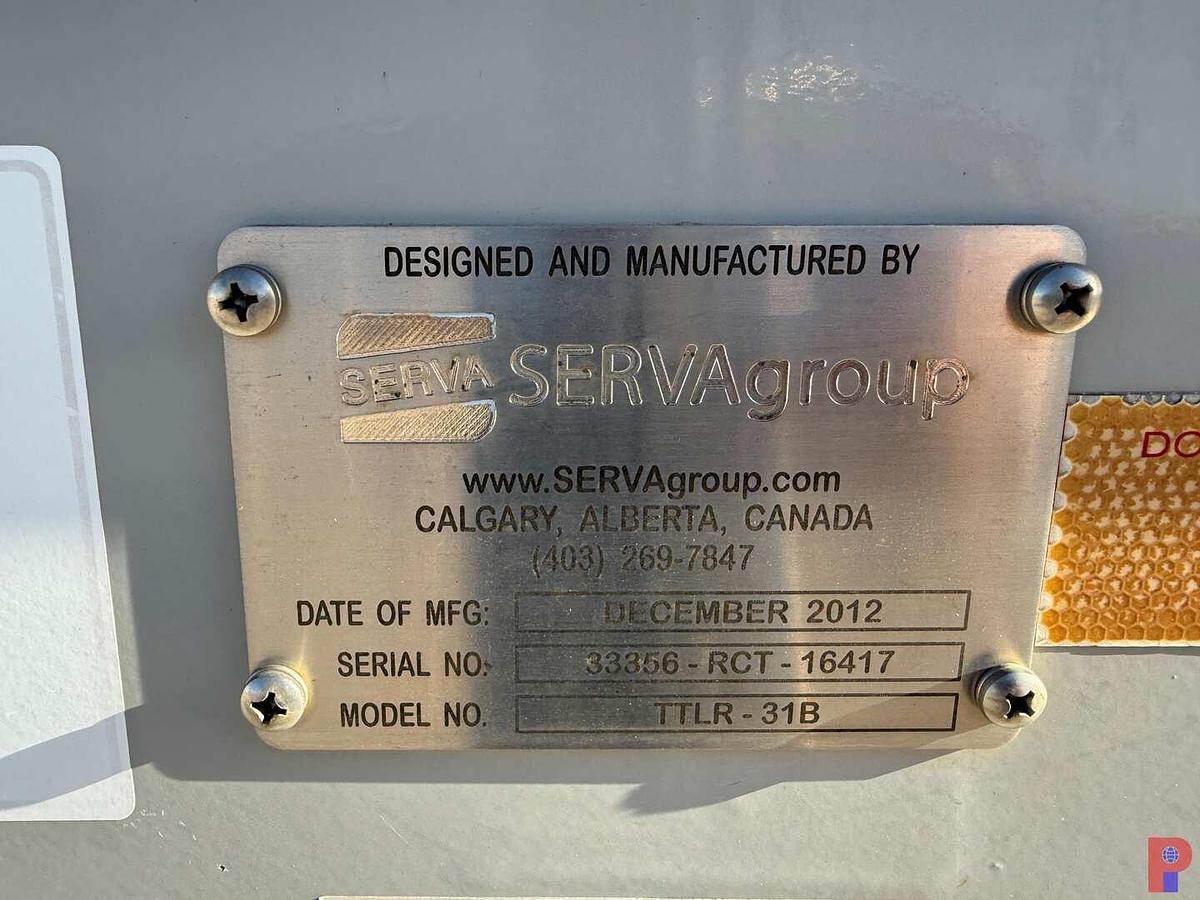 DESIGNED AND MANUFACTURED BY
SERVA SERVAgroup
www.SERVAgroup.com
CALGARY, ALBERTA, CANADA
(403) 269-7847
DATE OF MFG: DECEMBER 2012
SERIAL NO. 33356 - RCT - 16417
MODEL NO. TTLR - 31B